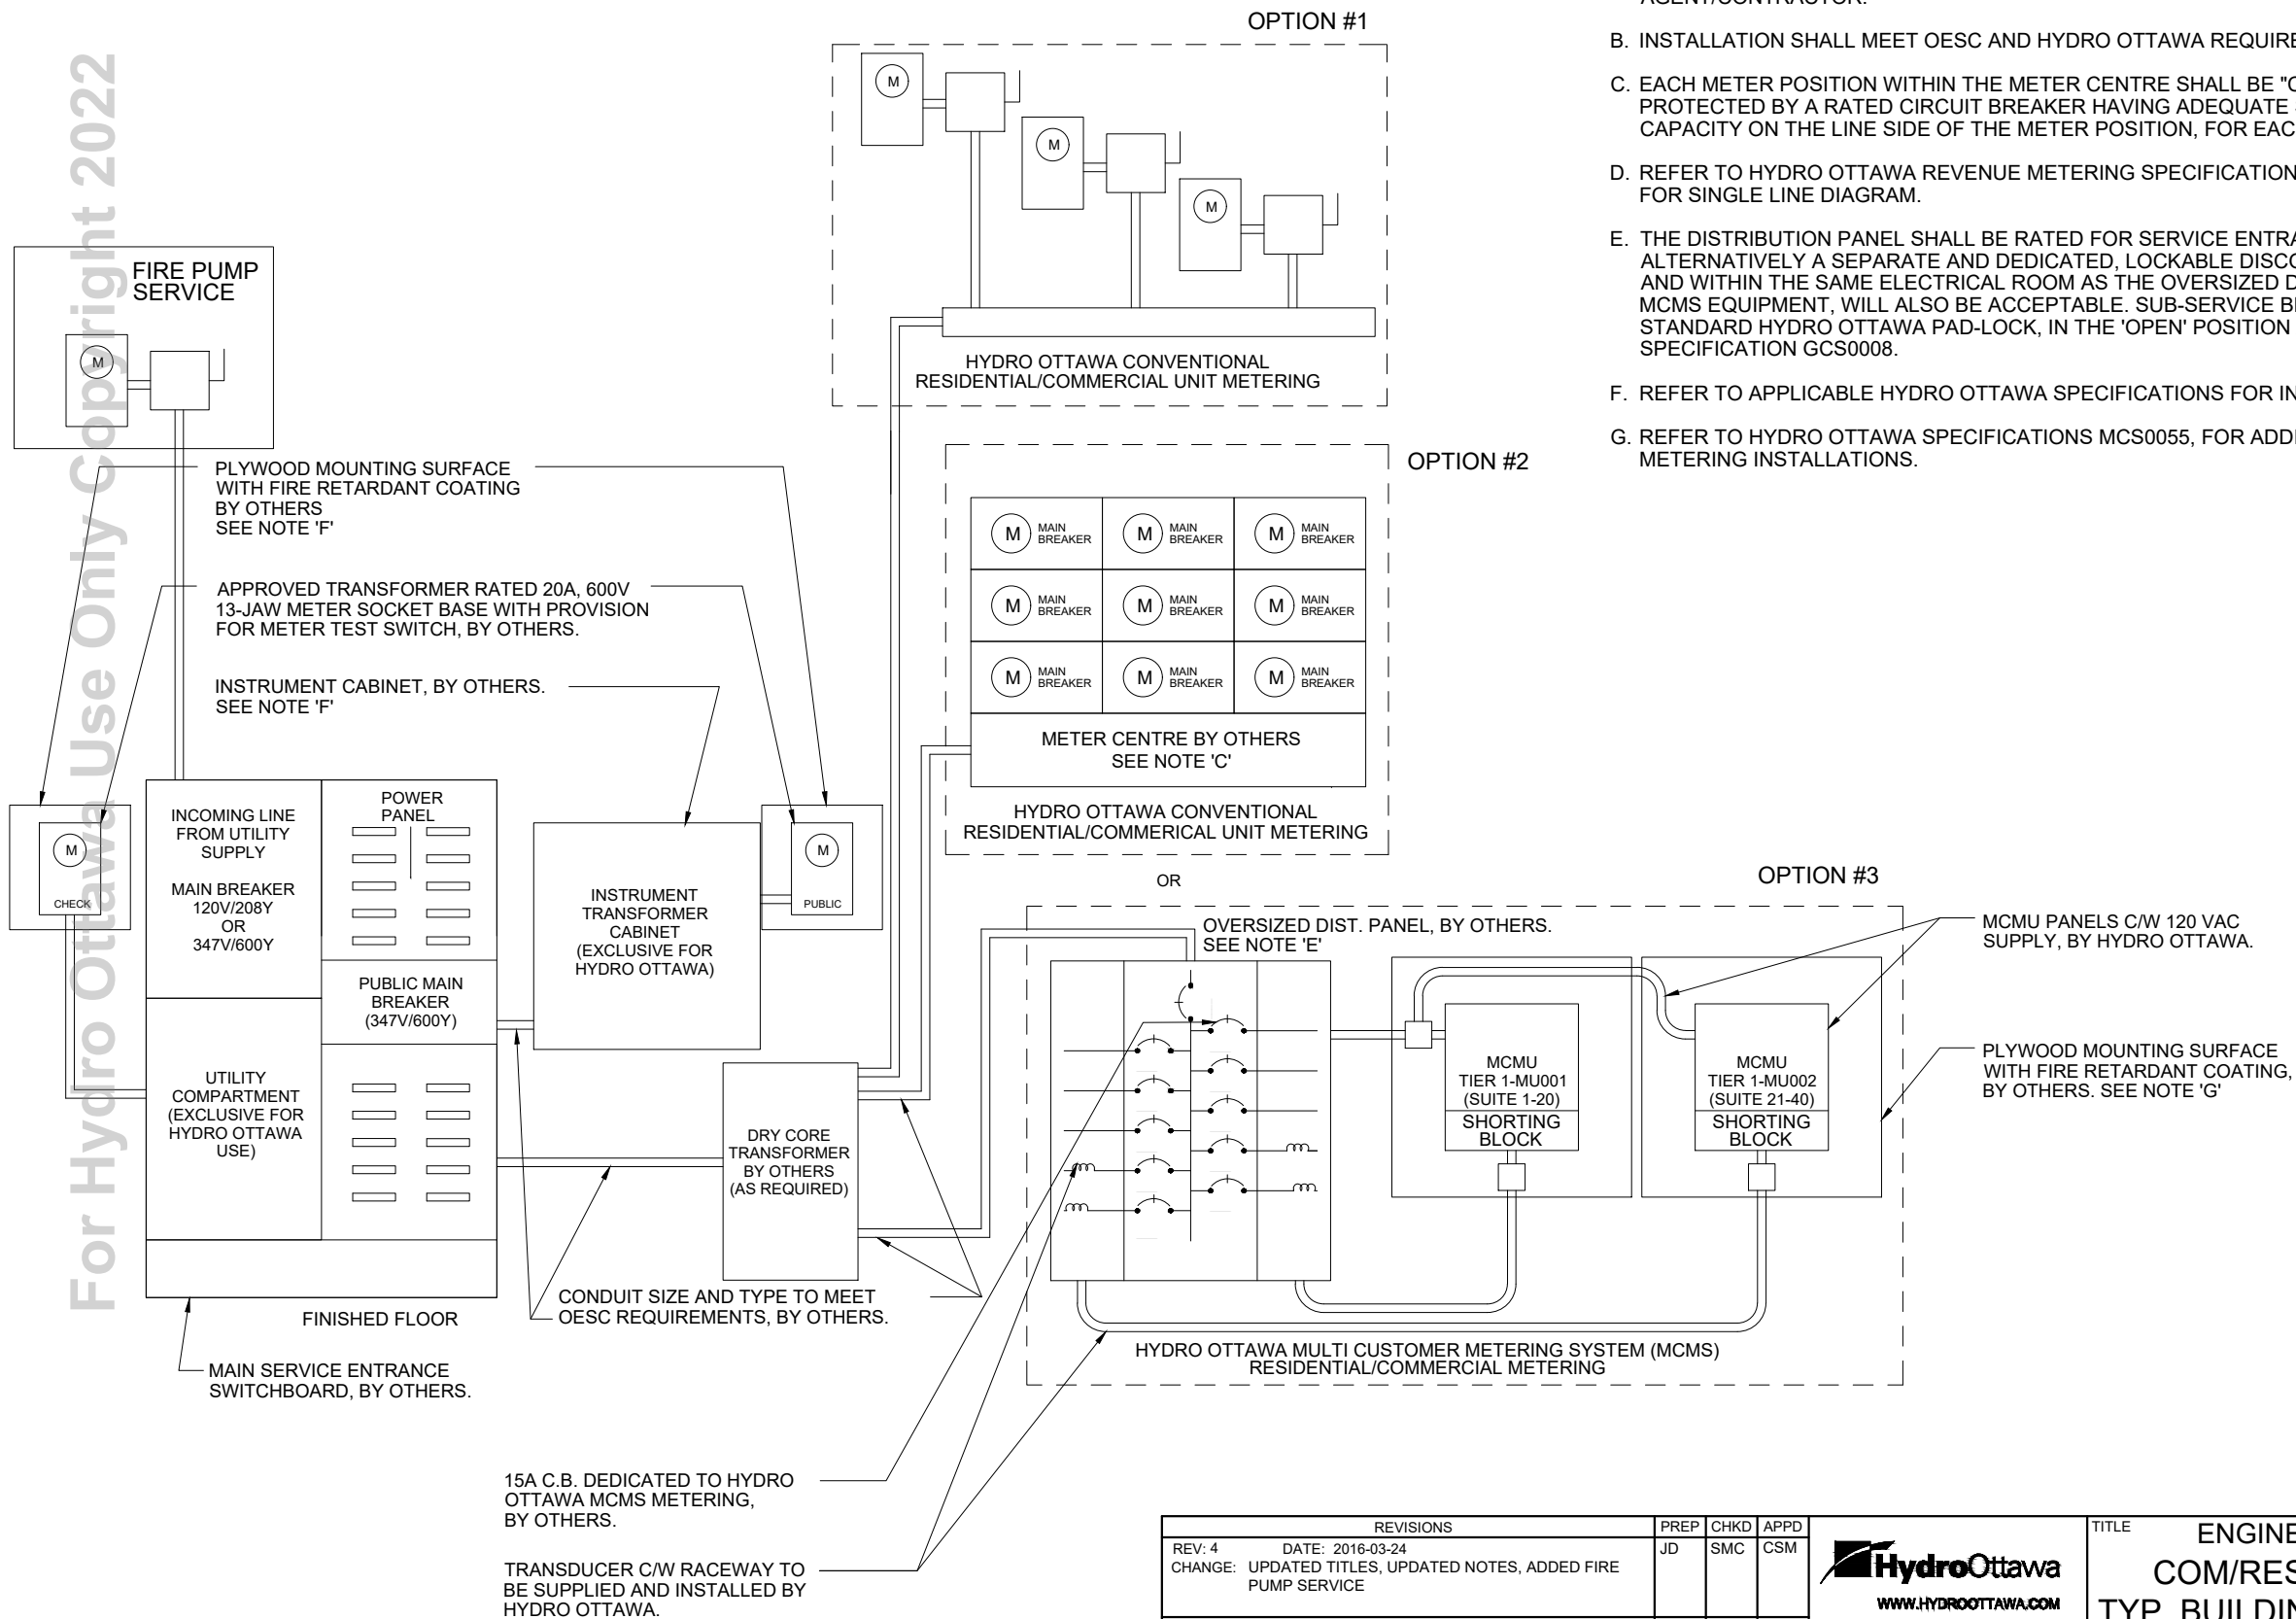 For Hydro Ottawa Use Only Copyright 2022
OPTION #1
M
M
M
HYDRO OTTAWA CONVENTIONAL
RESIDENTIAL/COMMERCIAL UNIT METERING
FIRE PUMP
SERVICE
M
PLYWOOD MOUNTING SURFACE
WITH FIRE RETARDANT COATING
BY OTHERS
SEE NOTE 'F'
APPROVED TRANSFORMER RATED 20A, 600V
13-JAW METER SOCKET BASE WITH PROVISION
FOR METER TEST SWITCH, BY OTHERS.
INSTRUMENT CABINET, BY OTHERS.
SEE NOTE 'F'
OPTION #2
M MAIN BREAKER M MAIN BREAKER M MAIN BREAKER
M MAIN BREAKER M MAIN BREAKER M MAIN BREAKER
M MAIN BREAKER M MAIN BREAKER M MAIN BREAKER
METER CENTRE BY OTHERS
SEE NOTE 'C'
HYDRO OTTAWA CONVENTIONAL
RESIDENTIAL/COMMERICAL UNIT METERING
OR
M
CHECK
INCOMING LINE
FROM UTILITY
SUPPLY
MAIN BREAKER
120V/208Y
OR
347V/600Y
POWER
PANEL
PUBLIC MAIN
BREAKER
(347V/600Y)
UTILITY
COMPARTMENT
(EXCLUSIVE FOR
HYDRO OTTAWA
USE)
INSTRUMENT
TRANSFORMER
CABINET
(EXCLUSIVE FOR
HYDRO OTTAWA)
M
PUBLIC
DRY CORE
TRANSFORMER
BY OTHERS
(AS REQUIRED)
FINISHED FLOOR
CONDUIT SIZE AND TYPE TO MEET
OESC REQUIREMENTS, BY OTHERS.
MAIN SERVICE ENTRANCE
SWITCHBOARD, BY OTHERS.
OPTION #3
OVERSIZED DIST. PANEL, BY OTHERS.
SEE NOTE 'E'
MCMU
TIER 1-MU001
(SUITE 1-20)
SHORTING
BLOCK
MCMU
TIER 1-MU002
(SUITE 21-40)
SHORTING
BLOCK
MCMU PANELS C/W 120 VAC
SUPPLY, BY HYDRO OTTAWA.
PLYWOOD MOUNTING SURFACE
WITH FIRE RETARDANT COATING,
BY OTHERS. SEE NOTE 'G'
HYDRO OTTAWA MULTI CUSTOMER METERING SYSTEM (MCMS)
RESIDENTIAL/COMMERCIAL METERING
15A C.B. DEDICATED TO HYDRO
OTTAWA MCMS METERING,
BY OTHERS.
TRANSDUCER C/W RACEWAY TO
BE SUPPLIED AND INSTALLED BY
HYDRO OTTAWA.
AGENT/CONTRACTOR.
B. INSTALLATION SHALL MEET OESC AND HYDRO OTTAWA REQUIRE
C. EACH METER POSITION WITHIN THE METER CENTRE SHALL BE "C
PROTECTED BY A RATED CIRCUIT BREAKER HAVING ADEQUATE
CAPACITY ON THE LINE SIDE OF THE METER POSITION, FOR EAC
D. REFER TO HYDRO OTTAWA REVENUE METERING SPECIFICATION
FOR SINGLE LINE DIAGRAM.
E. THE DISTRIBUTION PANEL SHALL BE RATED FOR SERVICE ENTRA
ALTERNATIVELY A SEPARATE AND DEDICATED, LOCKABLE DISCO
AND WITHIN THE SAME ELECTRICAL ROOM AS THE OVERSIZED D
MCMS EQUIPMENT, WILL ALSO BE ACCEPTABLE. SUB-SERVICE B
STANDARD HYDRO OTTAWA PAD-LOCK, IN THE 'OPEN' POSITION
SPECIFICATION GCS0008.
F. REFER TO APPLICABLE HYDRO OTTAWA SPECIFICATIONS FOR IN
G. REFER TO HYDRO OTTAWA SPECIFICATIONS MCS0055, FOR ADD
METERING INSTALLATIONS.
REVISIONS PREP CHKD APPD
REV: 4 DATE: 2016-03-24 JD SMC CSM
CHANGE: UPDATED TITLES, UPDATED NOTES, ADDED FIRE
PUMP SERVICE
HydroOttawa
WWW.HYDROOTTAWA.COM
TITLE
ENGINE
COM/RES
TYP. BUILDIN